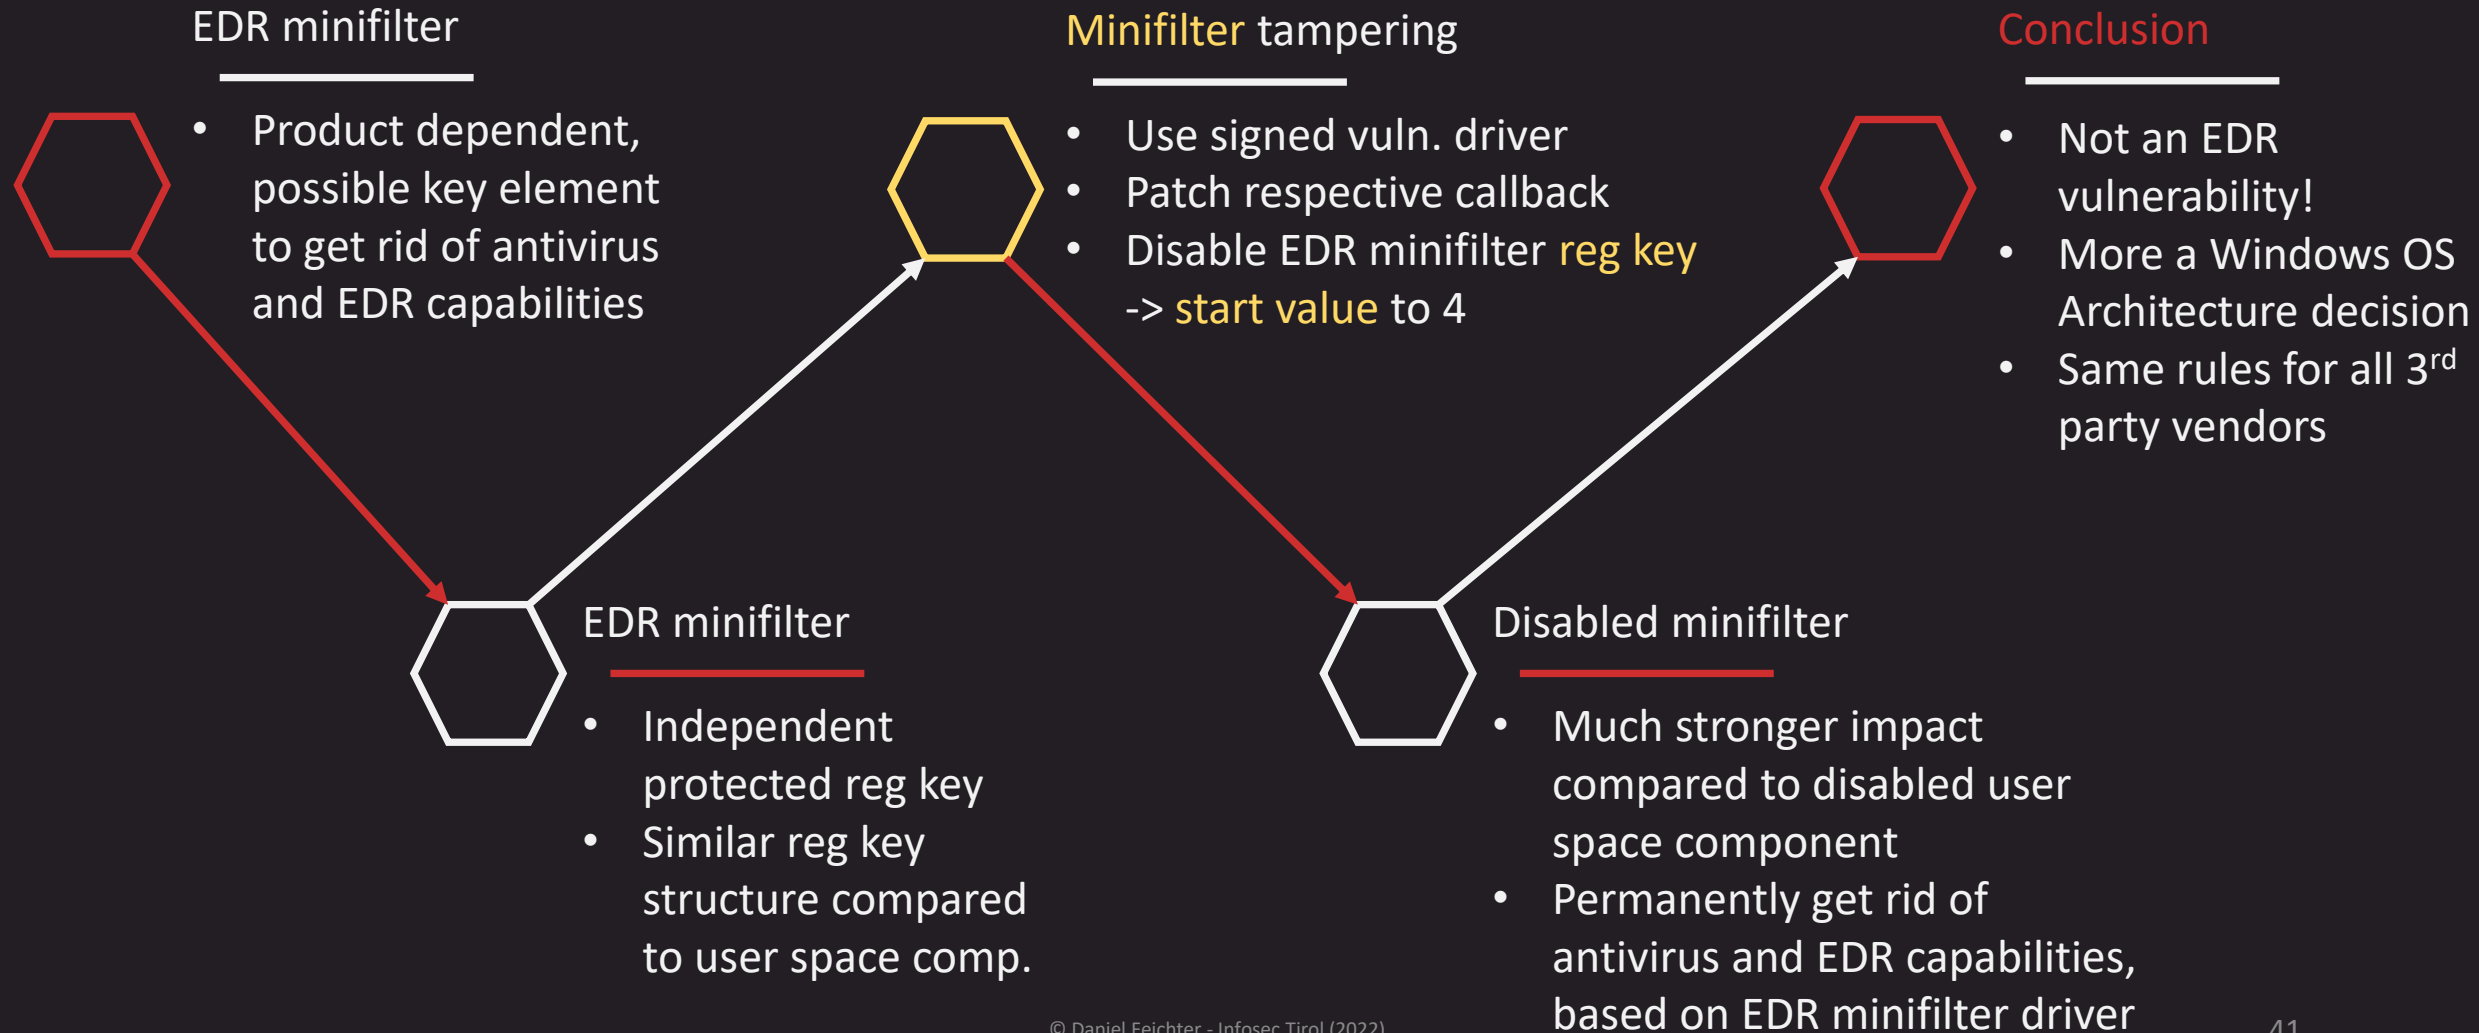 EDR minifilter
• Product dependent,
possible key element
to get rid of antivirus
and EDR capabilities
EDR minifilter
• Independent
protected reg key
• Similar reg key
structure compared
to user space comp.
Minifilter tampering
• Use signed vuln. driver
• Patch respective callback
• Disable EDR minifilter reg key
-> start value to 4
Disabled minifilter
• Much stronger impact
compared to disabled user
space component
• Permanently get rid of
antivirus and EDR capabilities,
based on EDR minifilter driver
Conclusion
• Not an EDR
vulnerability!
• More a Windows OS
Architecture decision
• Same rules for all 3rd
party vendors
© Daniel Feichter - Infosec Tirol (2022)
41